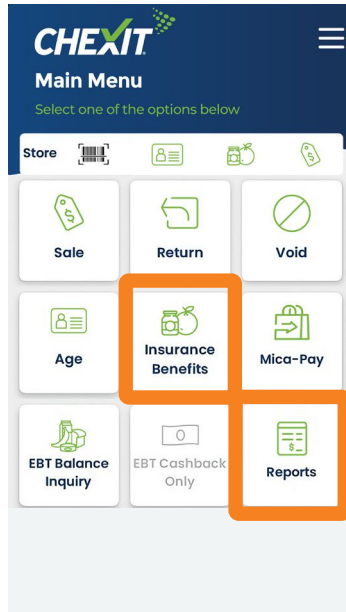 CHEXIT
Main Menu
Select one of the options below
Store
Sale
Return
Void
Age
Insurance
Benefits
Mica-Pay
EBT Balance
Inquiry
EBT Cashback
Only
Reports